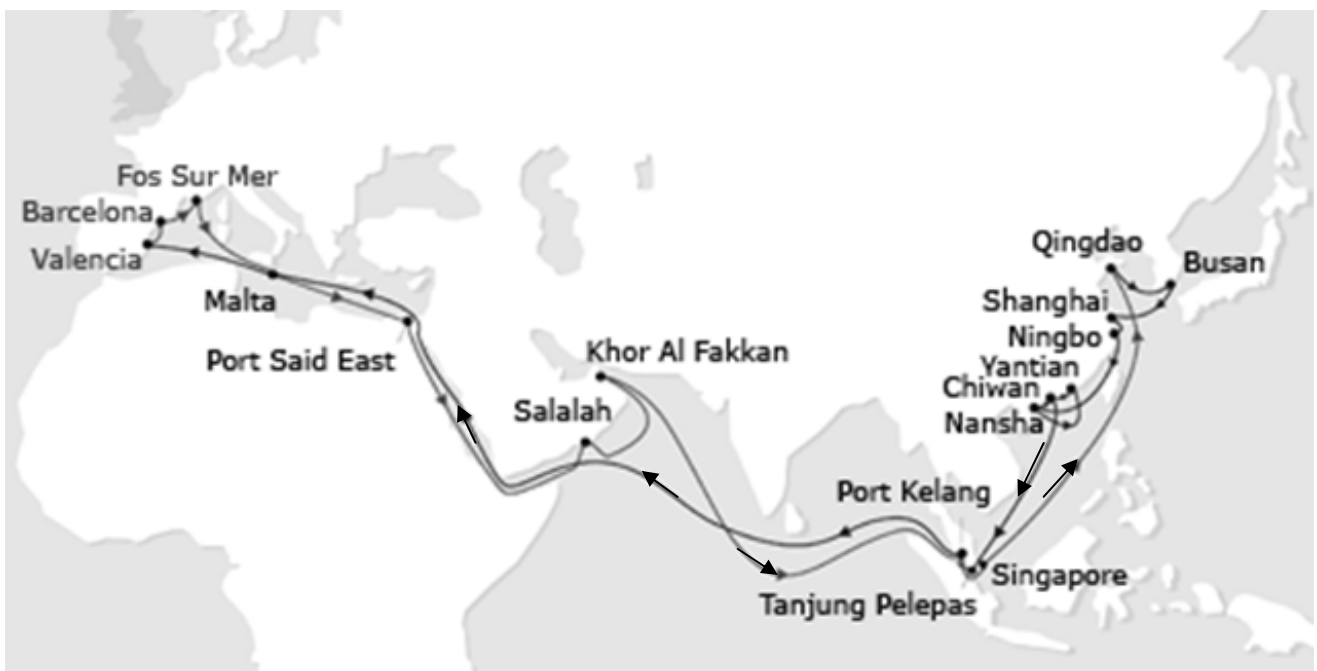 Fos Sur Mer
Barcelona
Valencia
Malta
Port Said East
Khor Al Fakkan
Salalah
Qingdao
Busan
Shanghai
Ningbo
Yantian
Chiwan
Nansha
Port Kelang
Singapore
Tanjung Pelepas